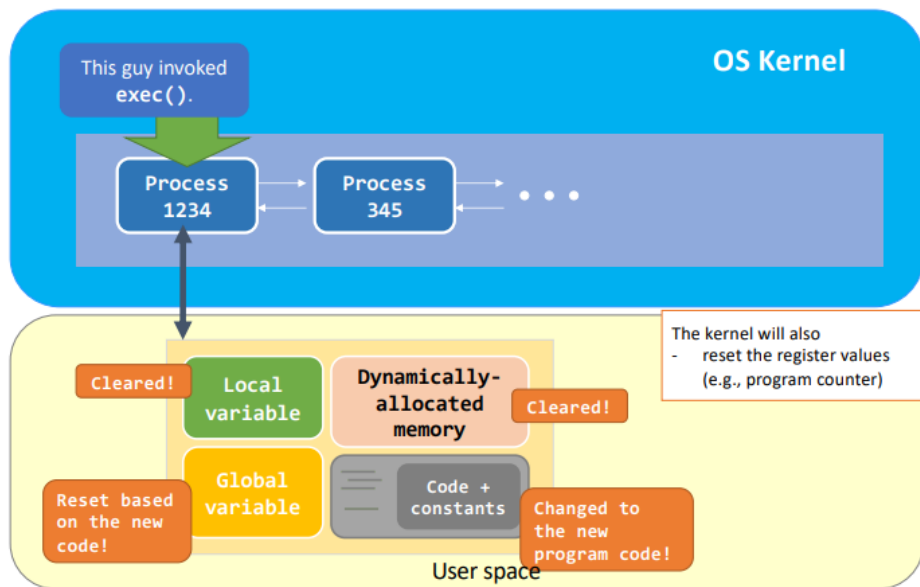 This guy invoked
exec().
OS Kernel
Process
1234
Process
345
The kernel will also
- reset the register values
(e.g., program counter)
Cleared!
Local
variable
Dynamically-
allocated
memory
Cleared!
Reset based
on the new
code!
Global
variable
Code +
constants
Changed to
the new
program code!
User space